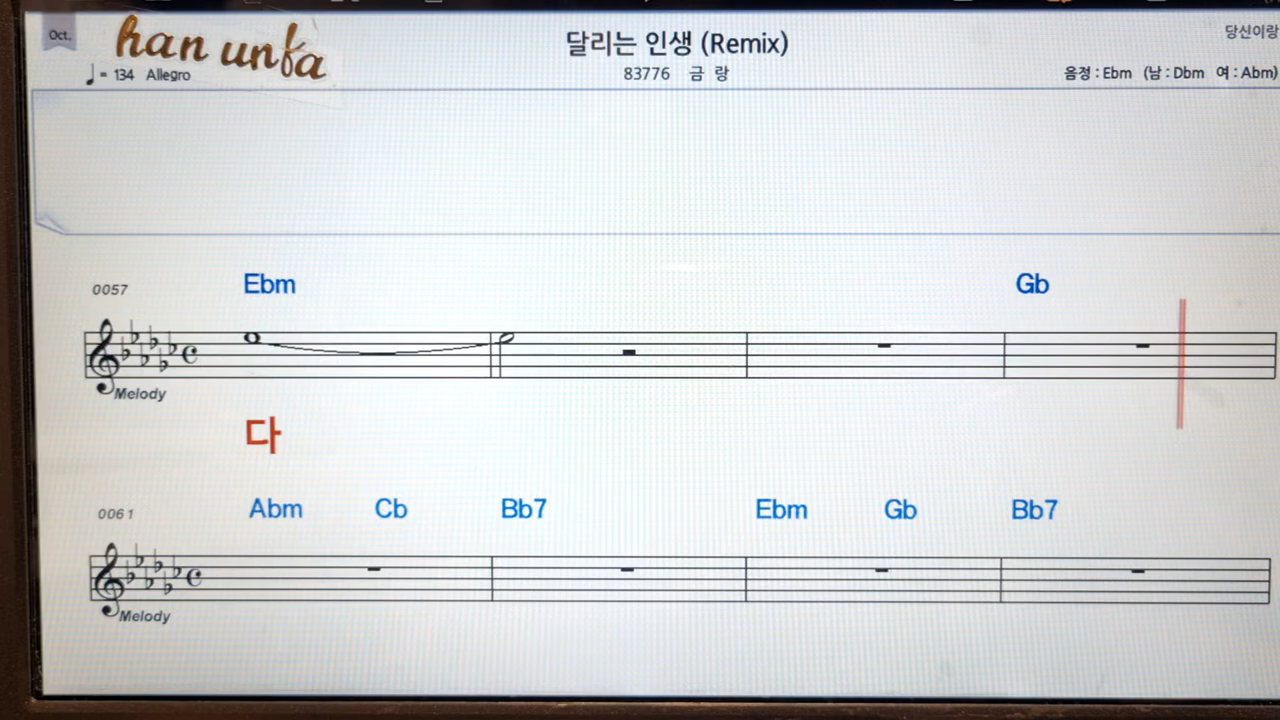 Oct.
han unfa
달리는 인생 (Remix)
당신이랑
♩= 134 Allegro
83776 금 랑
음정 : Ebm (남 : Dbm 여 : Abm)
0057
Ebm
Gb
Melody
다
0061
Abm Cb Bb7 Ebm Gb Bb7
Melody